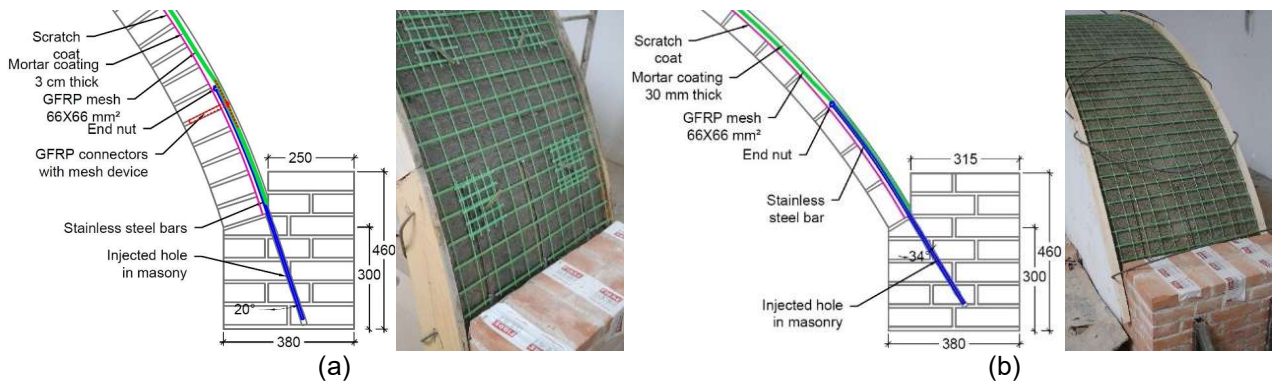 Scratch
coat
Mortar coating
3 cm thick
GFRP mesh
66X66 mm²
End nut
GFRP connectors
with mesh device
250
Stainless steel bars
Injected hole
in masony
20°
460
300
380
(a)
Scratch
coat
Mortar coating
30 mm thick
GFRP mesh
66X66 mm²
End nut
315
Stainless
steel bar
34°
Injected hole
in masonry
460
300
380
(b)